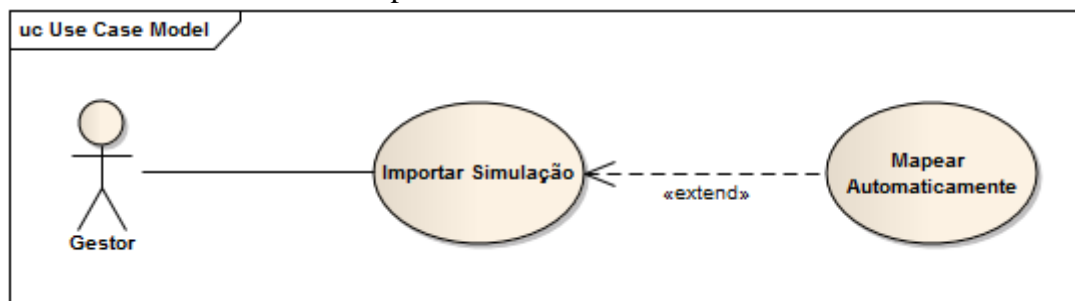 uc Use Case Model
Importar Simulação
Mapear
Automaticamente
«extend»
Gestor